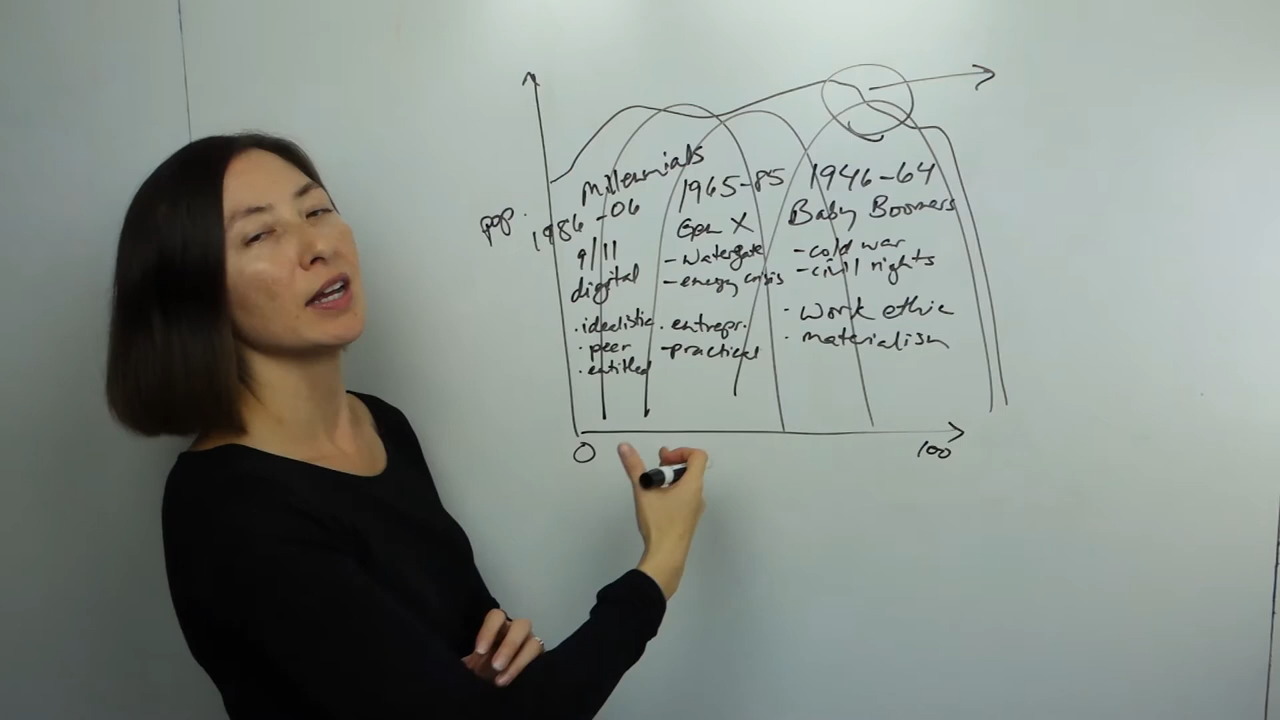 pop.
Millennials
1986-06
9/11
digital
· idealistic
· peer
· entitled
1965-85
Gen X
- Watergate
- energy crisis
· entrepr.
- practical
1946-64
Baby Boomers
- cold war
- civil rights
· work ethic
· materialism
0
100